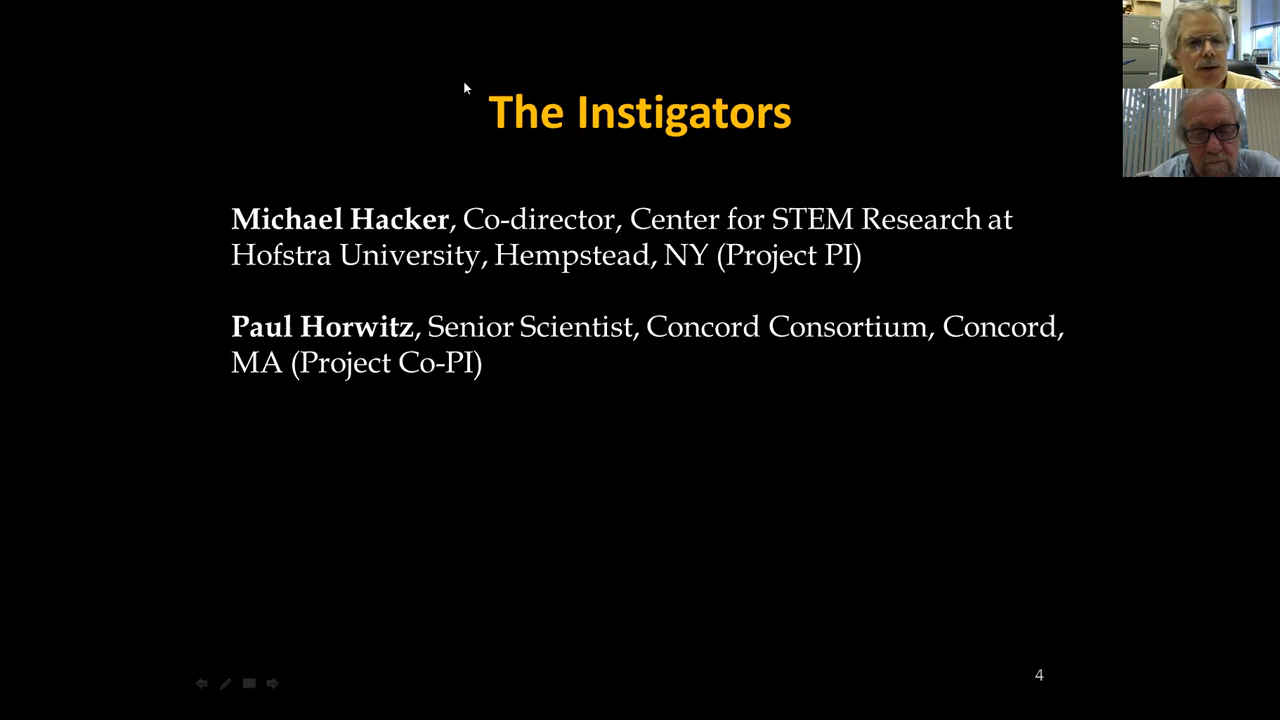 The Instigators
Michael Hacker, Co-director, Center for STEM Research at
Hofstra University, Hempstead, NY (Project PI)
Paul Horwitz, Senior Scientist, Concord Consortium, Concord,
MA (Project Co-PI)
4